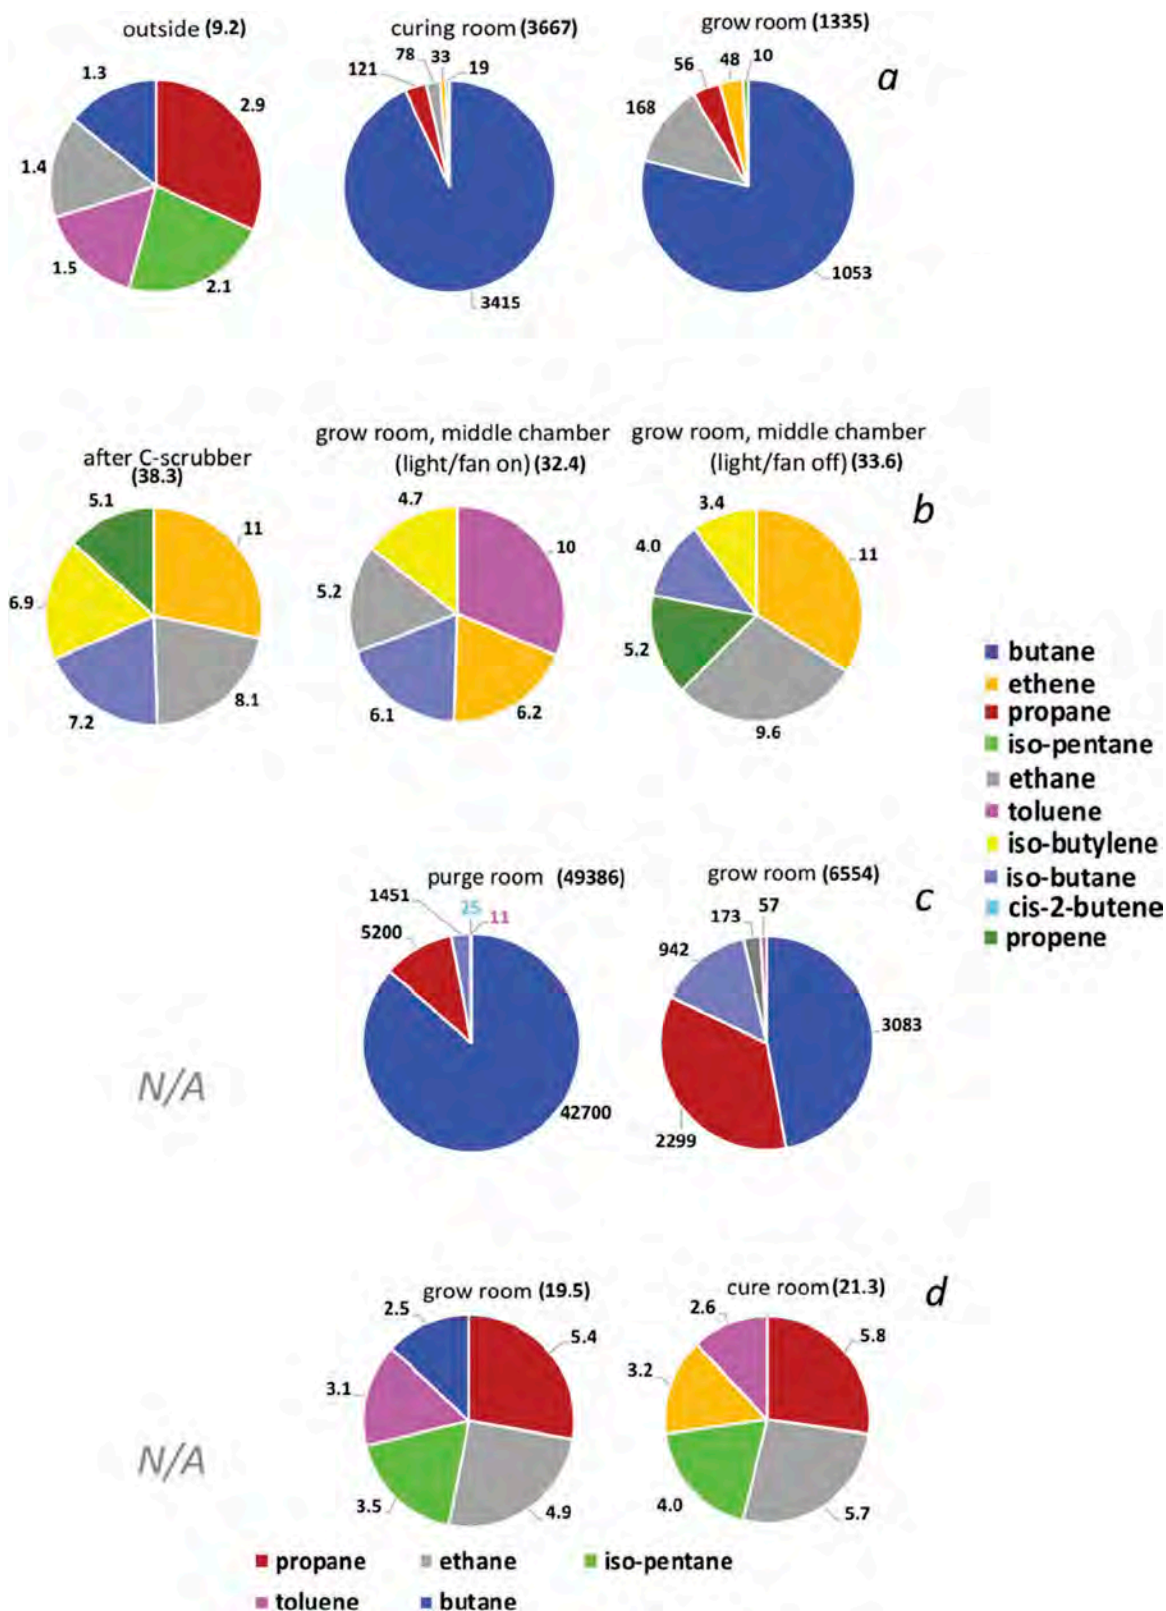 outside (9.2)
1.3
2.9
1.4
1.5
2.1
curing room (3667)
121
78
33
19
3415
grow room (1335)
56
48
10
168
1053
a
after C-scrubber
(38.3)
5.1
11
6.9
7.2
8.1
grow room, middle chamber
(light/fan on) (32.4)
4.7
10
5.2
6.1
6.2
grow room, middle chamber
(light/fan off) (33.6)
3.4
4.0
11
5.2
9.6
b
butane
ethene
propane
iso-pentane
ethane
toluene
iso-butylene
iso-butane
cis-2-butene
propene
N/A
purge room (49386)
1451
25
11
5200
42700
grow room (6554)
173
57
942
3083
2299
c
N/A
grow room (19.5)
2.5
5.4
3.1
3.5
4.9
cure room (21.3)
2.6
5.8
3.2
4.0
5.7
d
propane
ethane
iso-pentane
toluene
butane